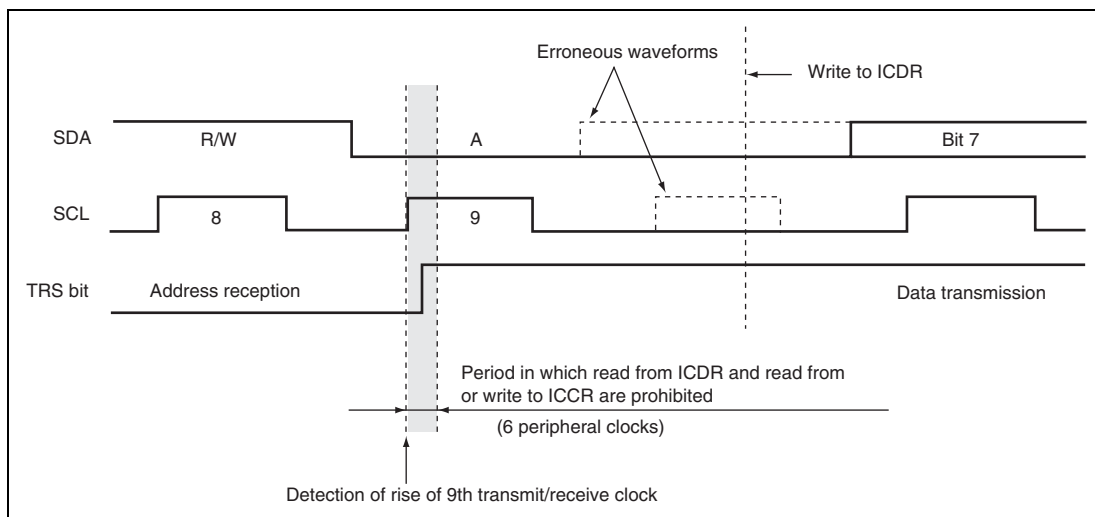 Erroneous waveforms
Write to ICDR
SDA
R/W
A
Bit 7
SCL
8
9
TRS bit
Address reception
Data transmission
Period in which read from ICDR and read from
or write to ICCR are prohibited
(6 peripheral clocks)
Detection of rise of 9th transmit/receive clock